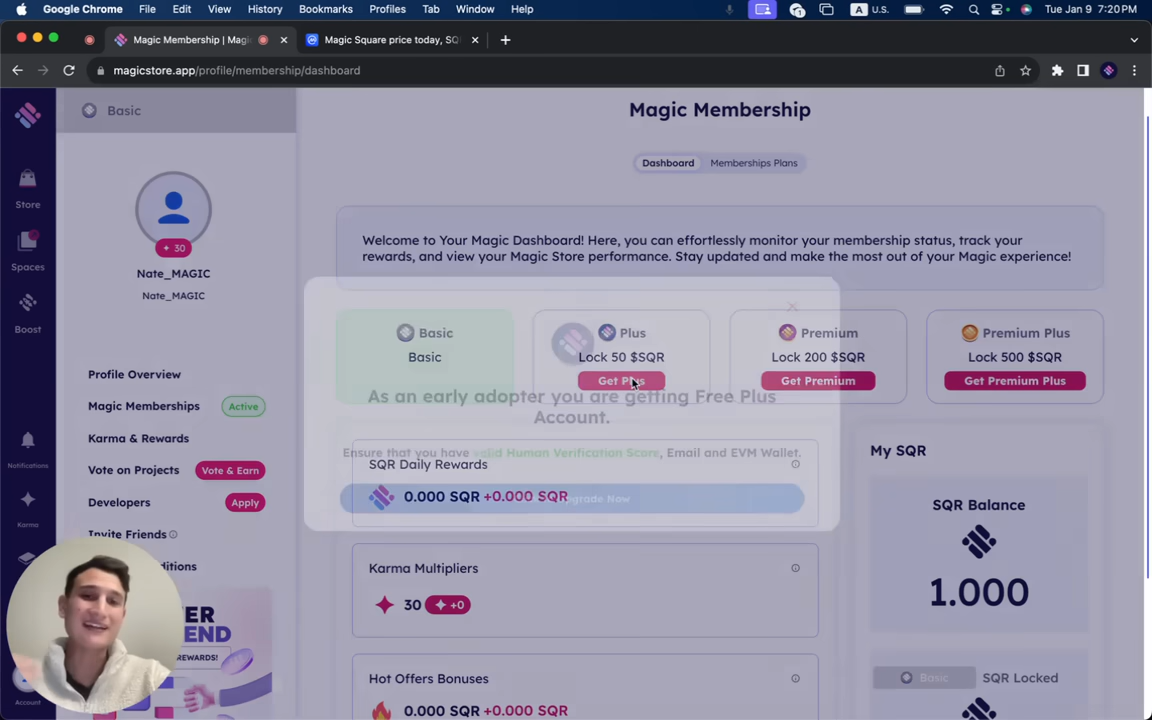 Google Chrome File Edit View History Bookmarks Profiles Tab Window Help
A U.S. Tue Jan 9 7:20 PM
Magic Membership | Mag
Magic Square price today, SQ
magicstore.app/profile/membership/dashboard
Basic
Store
Spaces
Boost
Notifications
Karma
Account
30
Nate_MAGIC
Nate_MAGIC
Profile Overview
Magic Memberships Active
Karma & Rewards
Vote on Projects Vote & Earn
Developers Apply
Invite Friends
REWARDS!
Magic Membership
Dashboard Memberships Plans
Welcome to Your Magic Dashboard! Here, you can effortlessly monitor your membership status, track your
rewards, and view your Magic Store performance. Stay updated and make the most out of your Magic experience!
Basic
Basic
Plus
Lock 50 $SQR
Get Plus
Premium
Lock 200 $SQR
Get Premium
Premium Plus
Lock 500 $SQR
Get Premium Plus
As an early adopter you are getting Free Plus
Account.
Ensure that you have valid Human Verification Score, Email and EVM Wallet.
SQR Daily Rewards
0.000 SQR +0.000 SQR
Upgrade Now
Karma Multipliers
30 +0
Hot Offers Bonuses
0.000 SQR +0.000 SQR
My SQR
SQR Balance
1.000
Basic SQR Locked